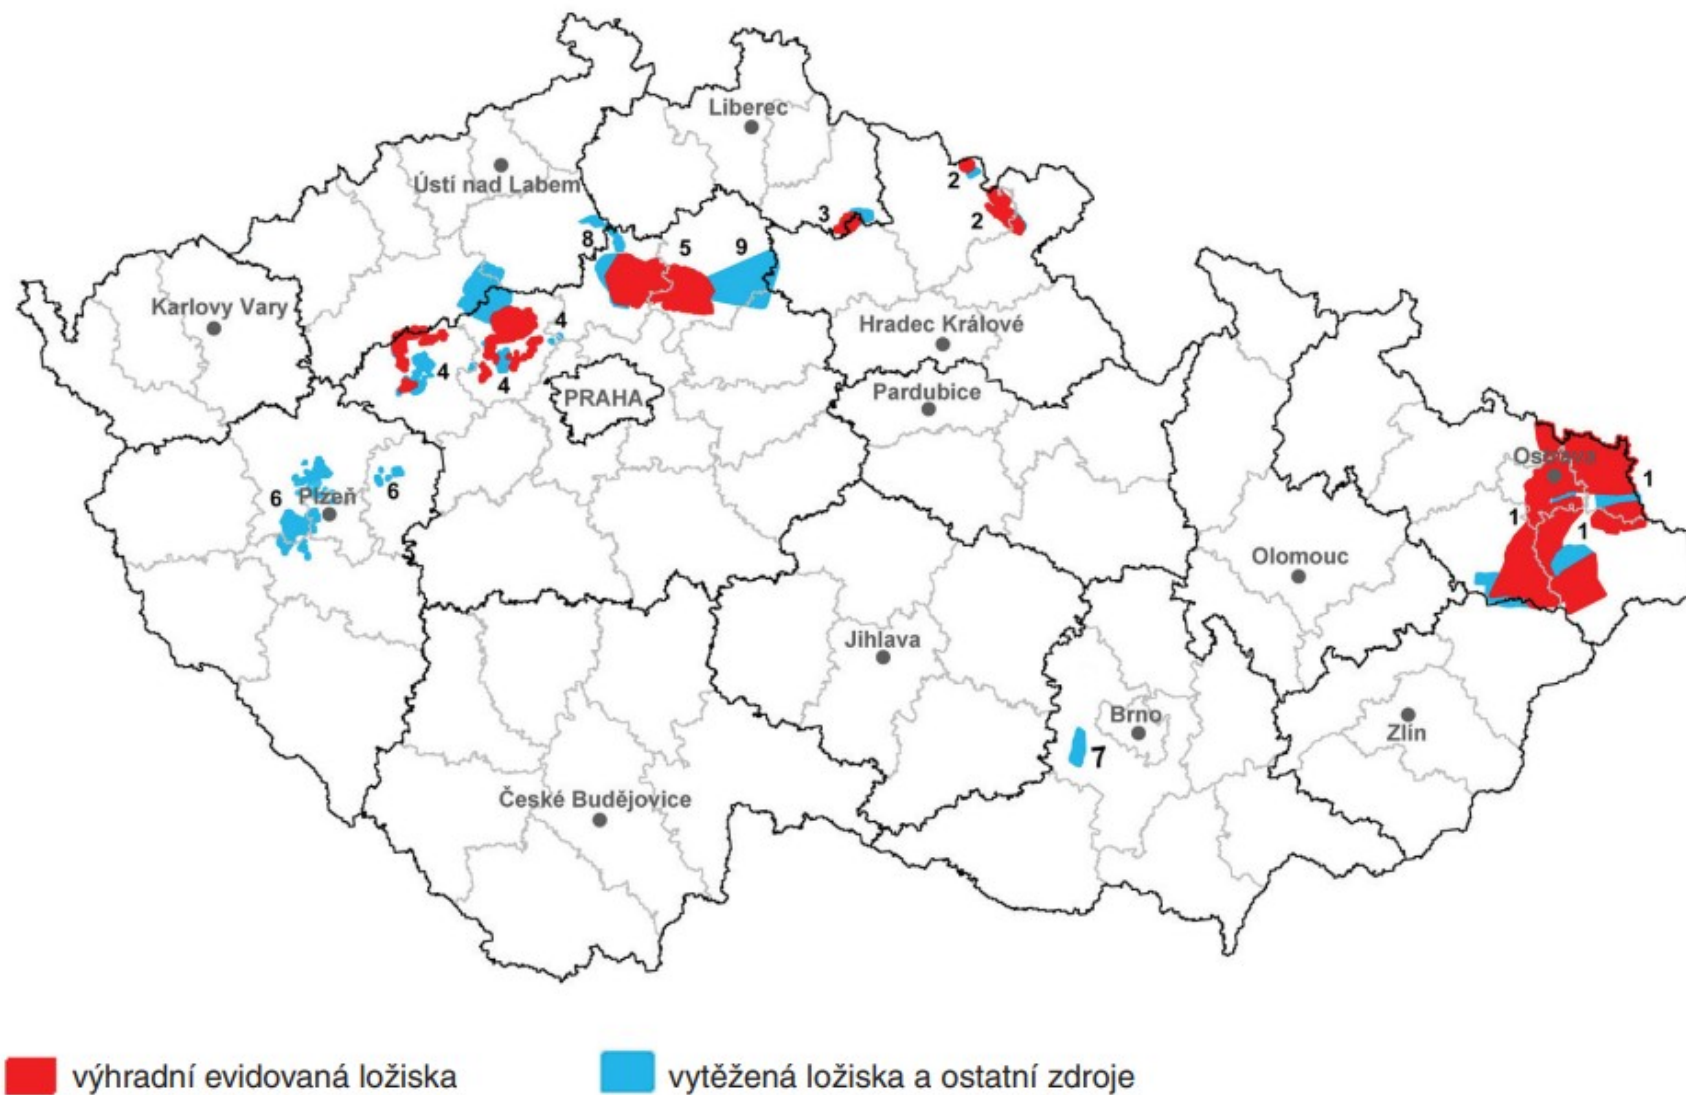 Liberec
Ústí nad Labem
2
3
2
8
5
9
Karlovy Vary
4
Hradec Králové
4
4
PRAHA
Pardubice
Ostrava
1
6
Plzeň
6
1
1
Olomouc
Jihlava
Brno
Zlín
7
České Budějovice
výhradní evidovaná ložiska
vytěžená ložiska a ostatní zdroje